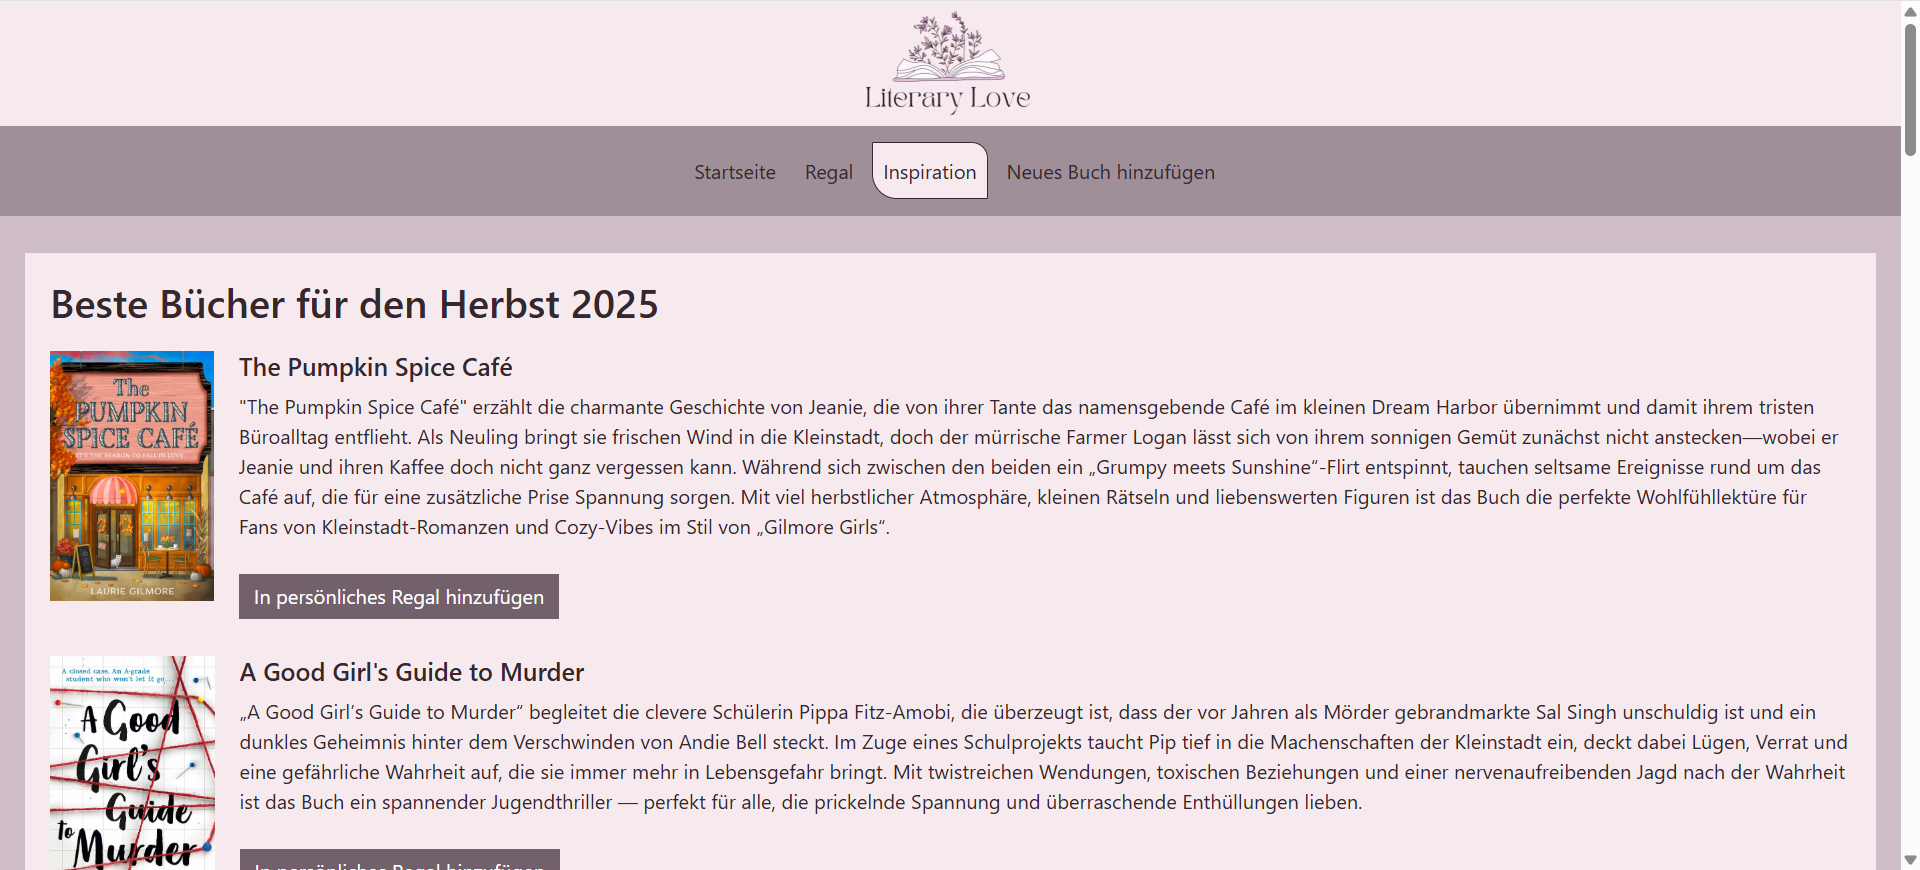 Literary Love
Startseite
Regal
Inspiration
Neues Buch hinzufügen
Beste Bücher für den Herbst 2025
The
PUMPKIN
SPICE CAFÉ
IT'S THE SEASON TO FALL IN LOVE...
LAURIE GILMORE
The Pumpkin Spice Café
"The Pumpkin Spice Café" erzählt die charmante Geschichte von Jeanie, die von ihrer Tante das namensgebende Café im kleinen Dream Harbor übernimmt und damit ihrem tristen
Büroalltag entflieht. Als Neuling bringt sie frischen Wind in die Kleinstadt, doch der mürrische Farmer Logan lässt sich von ihrem sonnigen Gemüt zunächst nicht anstecken—wobei er
Jeanie und ihren Kaffee doch nicht ganz vergessen kann. Während sich zwischen den beiden ein „Grumpy meets Sunshine“-Flirt entspinnt, tauchen seltsame Ereignisse rund um das
Café auf, die für eine zusätzliche Prise Spannung sorgen. Mit viel herbstlicher Atmosphäre, kleinen Rätseln und liebenswerten Figuren ist das Buch die perfekte Wohlfühllektüre für
Fans von Kleinstadt-Romanzen und Cozy-Vibes im Stil von „Gilmore Girls“.
In persönliches Regal hinzufügen
A closed case. An A-grade
student who won't let it go...
A Good
Girl's
Guide
to
Murder
A Good Girl's Guide to Murder
„A Good Girl’s Guide to Murder“ begleitet die clevere Schülerin Pippa Fitz-Amobi, die überzeugt ist, dass der vor Jahren als Mörder gebrandmarkte Sal Singh unschuldig ist und ein
dunkles Geheimnis hinter dem Verschwinden von Andie Bell steckt. Im Zuge eines Schulprojekts taucht Pip tief in die Machenschaften der Kleinstadt ein, deckt dabei Lügen, Verrat und
eine gefährliche Wahrheit auf, die sie immer mehr in Lebensgefahr bringt. Mit twistreichen Wendungen, toxischen Beziehungen und einer nervenaufreibenden Jagd nach der Wahrheit
ist das Buch ein spannender Jugendthriller — perfekt für alle, die prickelnde Spannung und überraschende Enthüllungen lieben.
In persönliches Regal hinzufügen